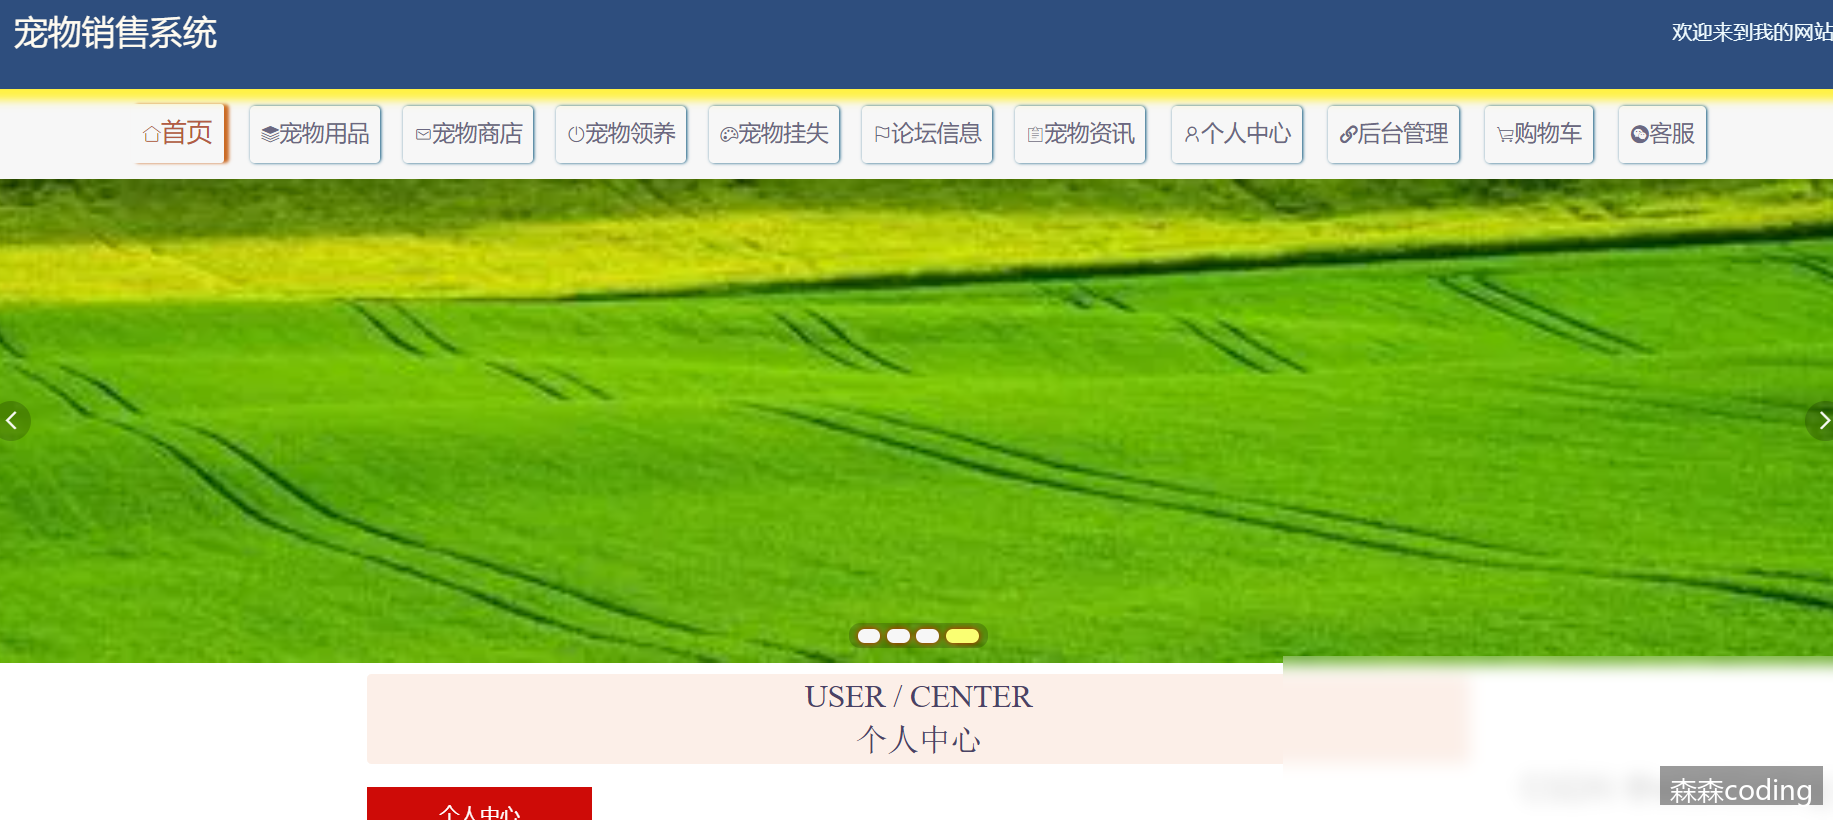 宠物销售系统
欢迎来到我的网站
首页 宠物用品 宠物商店 宠物领养 宠物挂失 论坛信息 宠物资讯 个人中心 后台管理 购物车 客服
USER / CENTER
个人中心
个人中心
森森coding